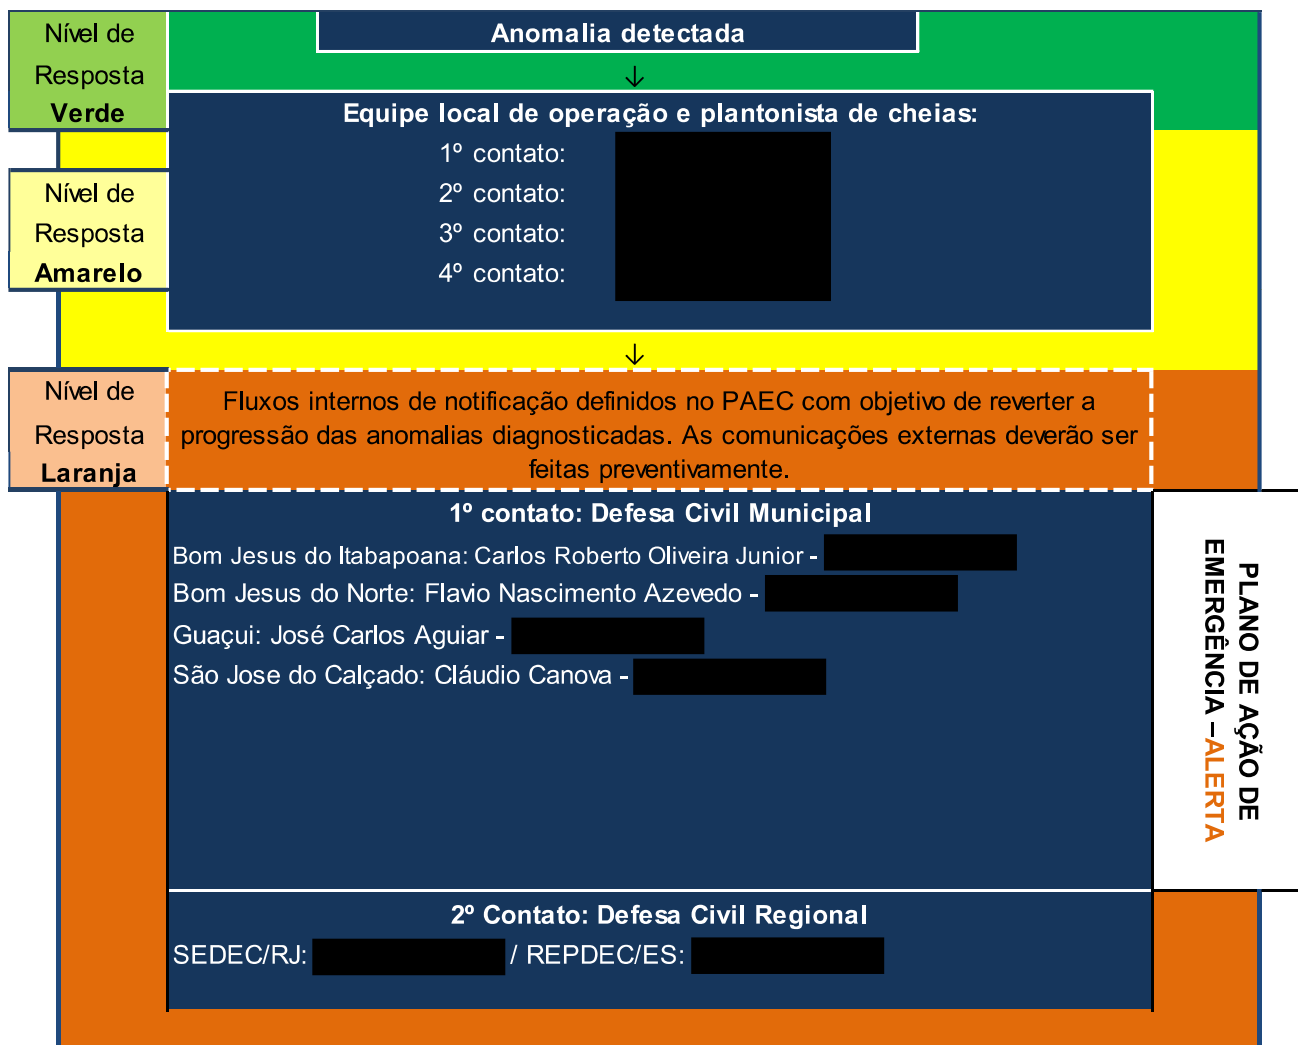 Nível de
Resposta
Verde
Anomalia detectada
↓
Equipe local de operação e plantonista de cheias:
1º contato:
2º contato:
3º contato:
4º contato:
Nível de
Resposta
Amarelo
↓
Nível de
Resposta
Laranja
Fluxos internos de notificação definidos no PAEC com objetivo de reverter a
progressão das anomalias diagnosticadas. As comunicações externas deverão ser
feitas preventivamente.
1º contato: Defesa Civil Municipal
Bom Jesus do Itabapoana: Carlos Roberto Oliveira Junior -
Bom Jesus do Norte: Flavio Nascimento Azevedo -
Guaçui: José Carlos Aguiar -
São Jose do Calçado: Cláudio Canova -
PLANO DE AÇÃO DE
EMERGÊNCIA –ALERTA
2º Contato: Defesa Civil Regional
SEDEC/RJ: / REPDEC/ES: